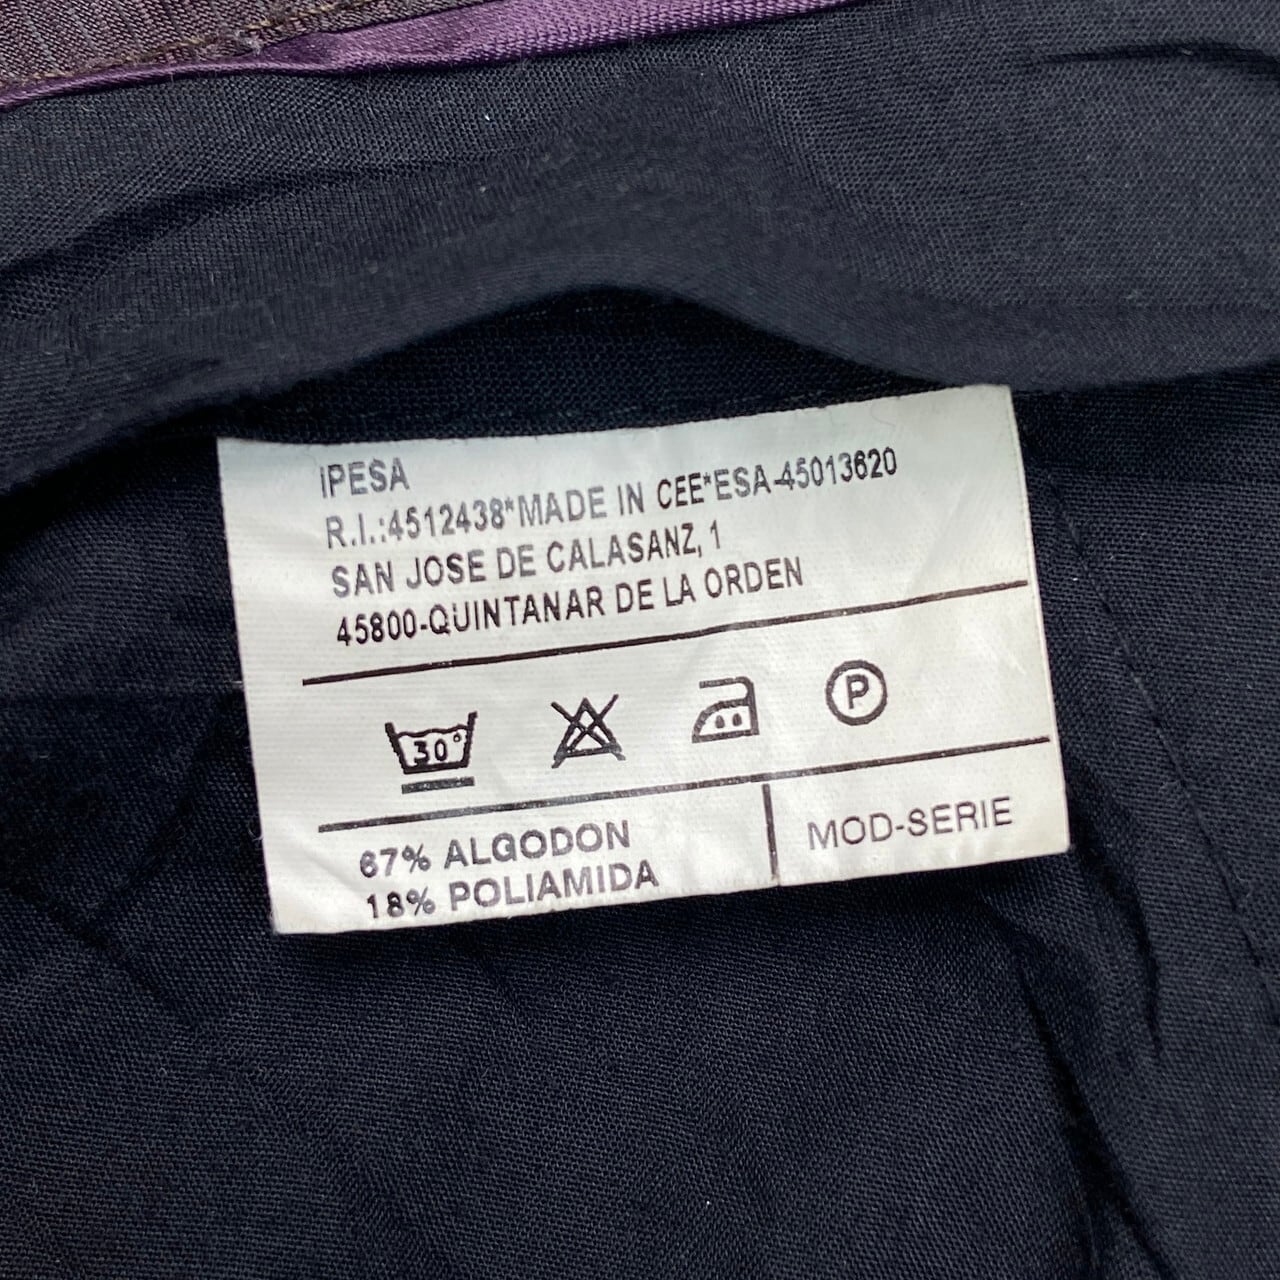 IPESA
R.I.:4512438*MADE IN CEE*ESA-45013620
SAN JOSE DE CALASANZ, 1
45800-QUINTANAR DE LA ORDEN
30°
P
67% ALGODON
18% POLIAMIDA
MOD-SERIE